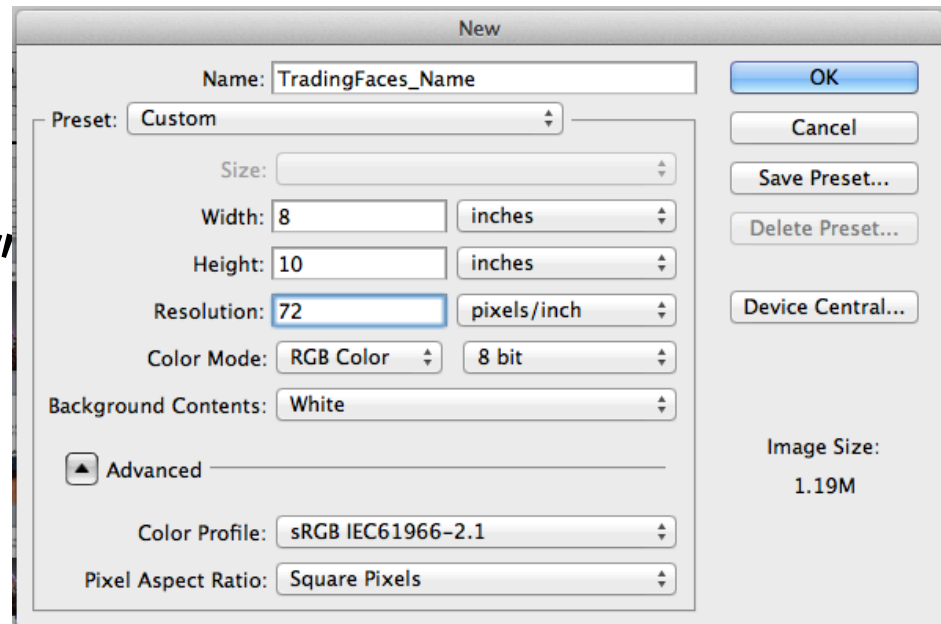 New
Name: TradingFaces_Name
OK
Preset: Custom
Cancel
Size:
Save Preset...
Width: 8 inches
Delete Preset...
Height: 10 inches
Resolution: 72 pixels/inch
Device Central...
Color Mode: RGB Color 8 bit
Background Contents: White
Image Size:
1.19M
Advanced
Color Profile: sRGB IEC61966-2.1
Pixel Aspect Ratio: Square Pixels